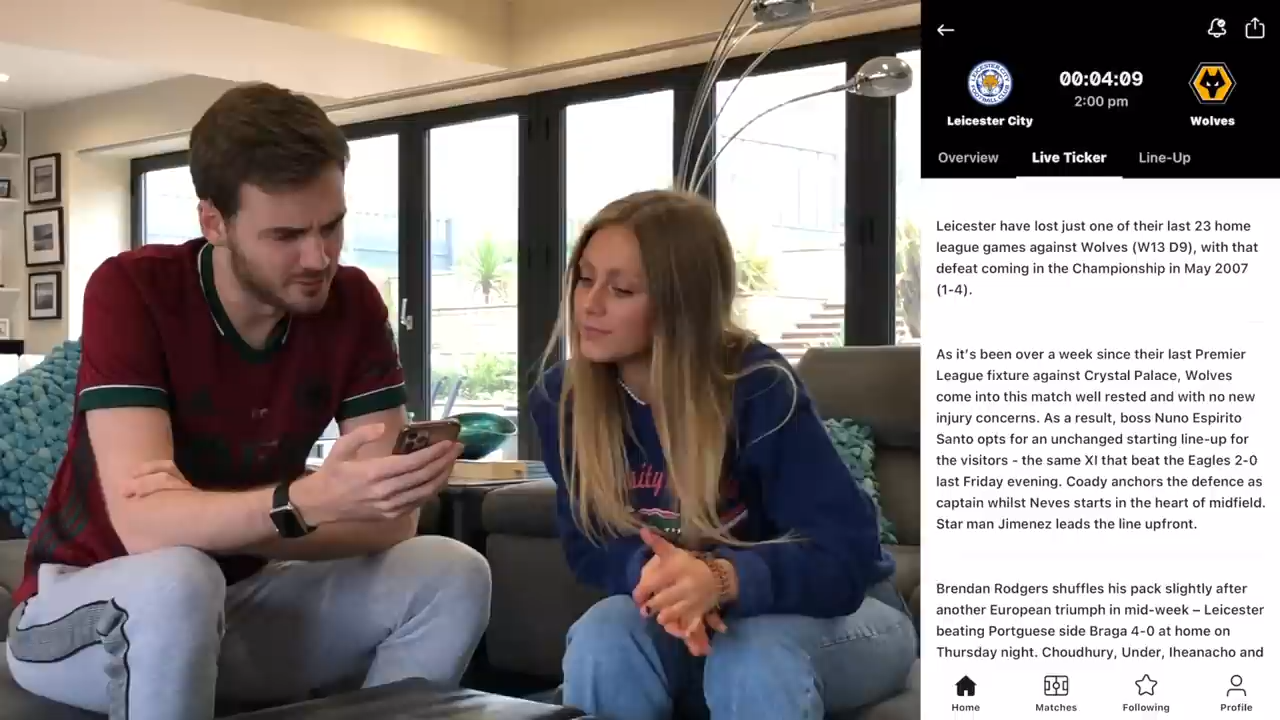 00:04:09
2:00 pm
Leicester City
Wolves
Overview
Live Ticker
Line-Up
Leicester have lost just one of their last 23 home
league games against Wolves (W13 D9), with that
defeat coming in the Championship in May 2007
(1-4).
As it's been over a week since their last Premier
League fixture against Crystal Palace, Wolves
come into this match well rested and with no new
injury concerns. As a result, boss Nuno Espirito
Santo opts for an unchanged starting line-up for
the visitors - the same XI that beat the Eagles 2-0
last Friday evening. Coady anchors the defence as
captain whilst Neves starts in the heart of midfield.
Star man Jimenez leads the line upfront.
Brendan Rodgers shuffles his pack slightly after
another European triumph in mid-week – Leicester
beating Portguese side Braga 4-0 at home on
Thursday night. Choudhury, Under, Iheanacho and
Home
Matches
Following
Profile